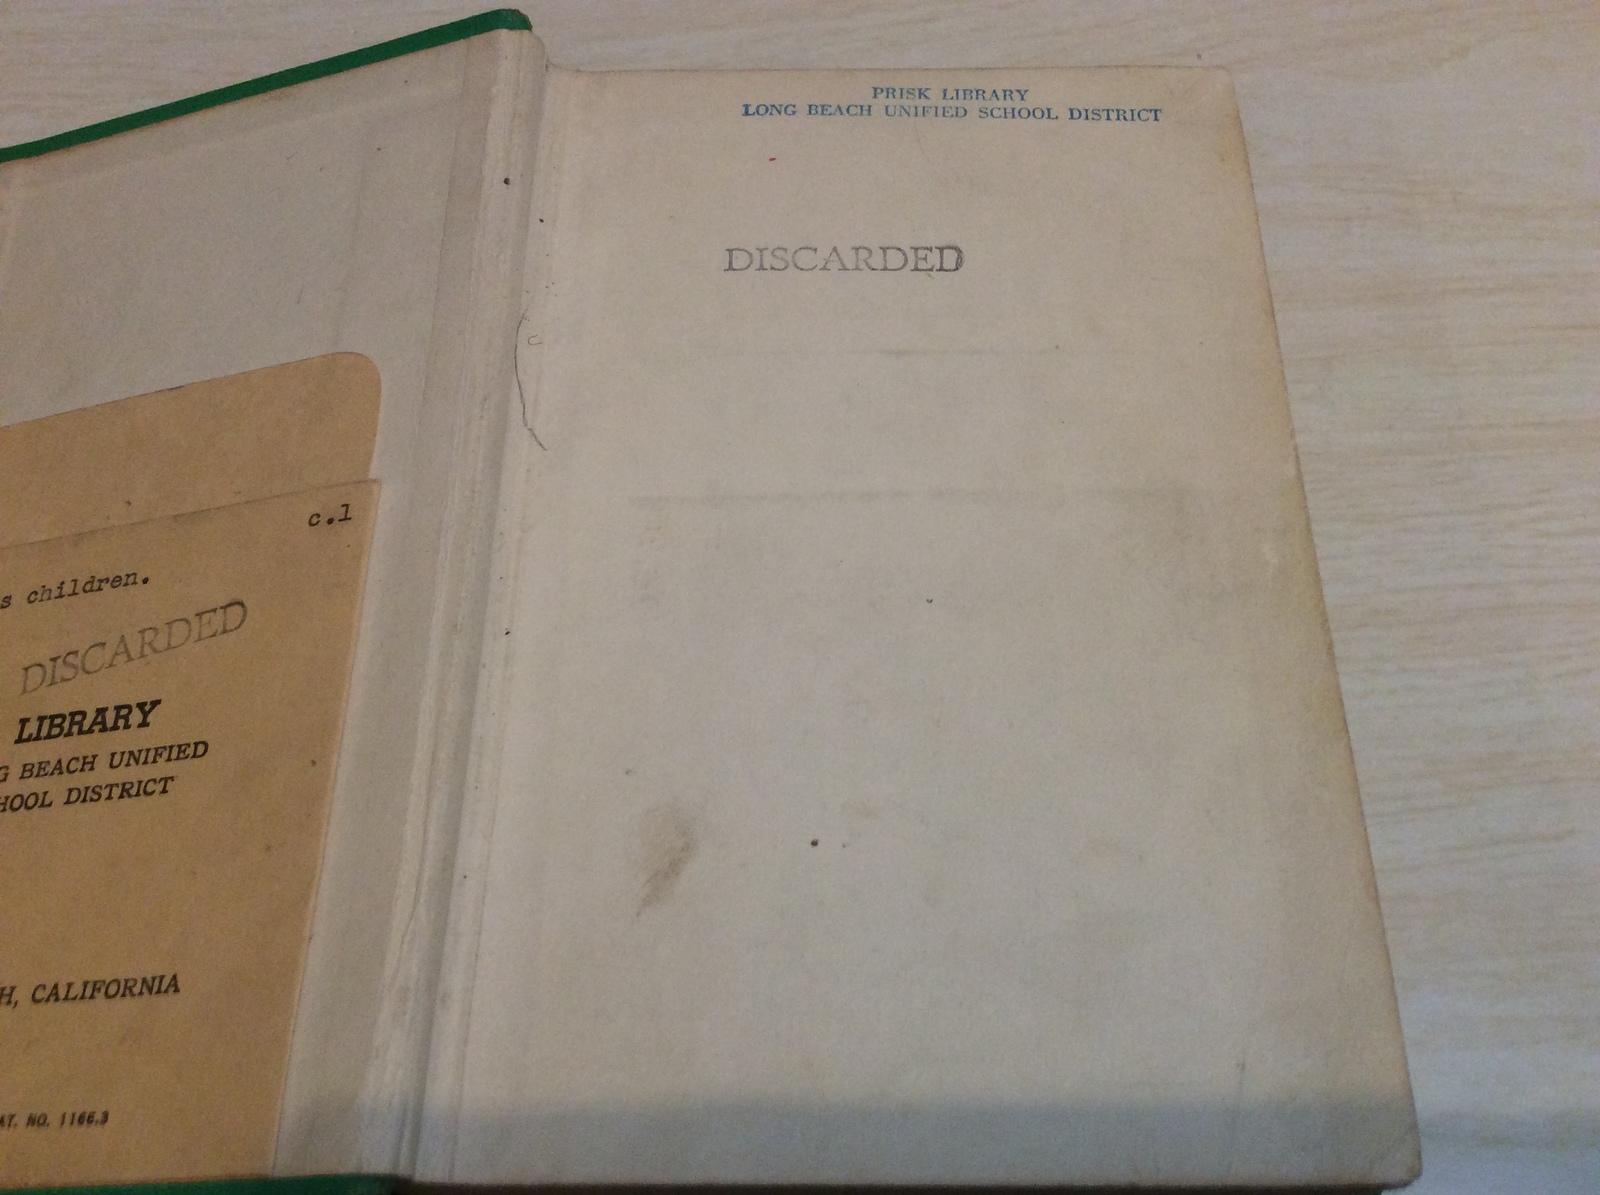 c.1
s children.
DISCARDED
LIBRARY
G BEACH UNIFIED
HOOL DISTRICT
H, CALIFORNIA
AT. NO. 1166.3
PRISK LIBRARY
LONG BEACH UNIFIED SCHOOL DISTRICT
DISCARDED